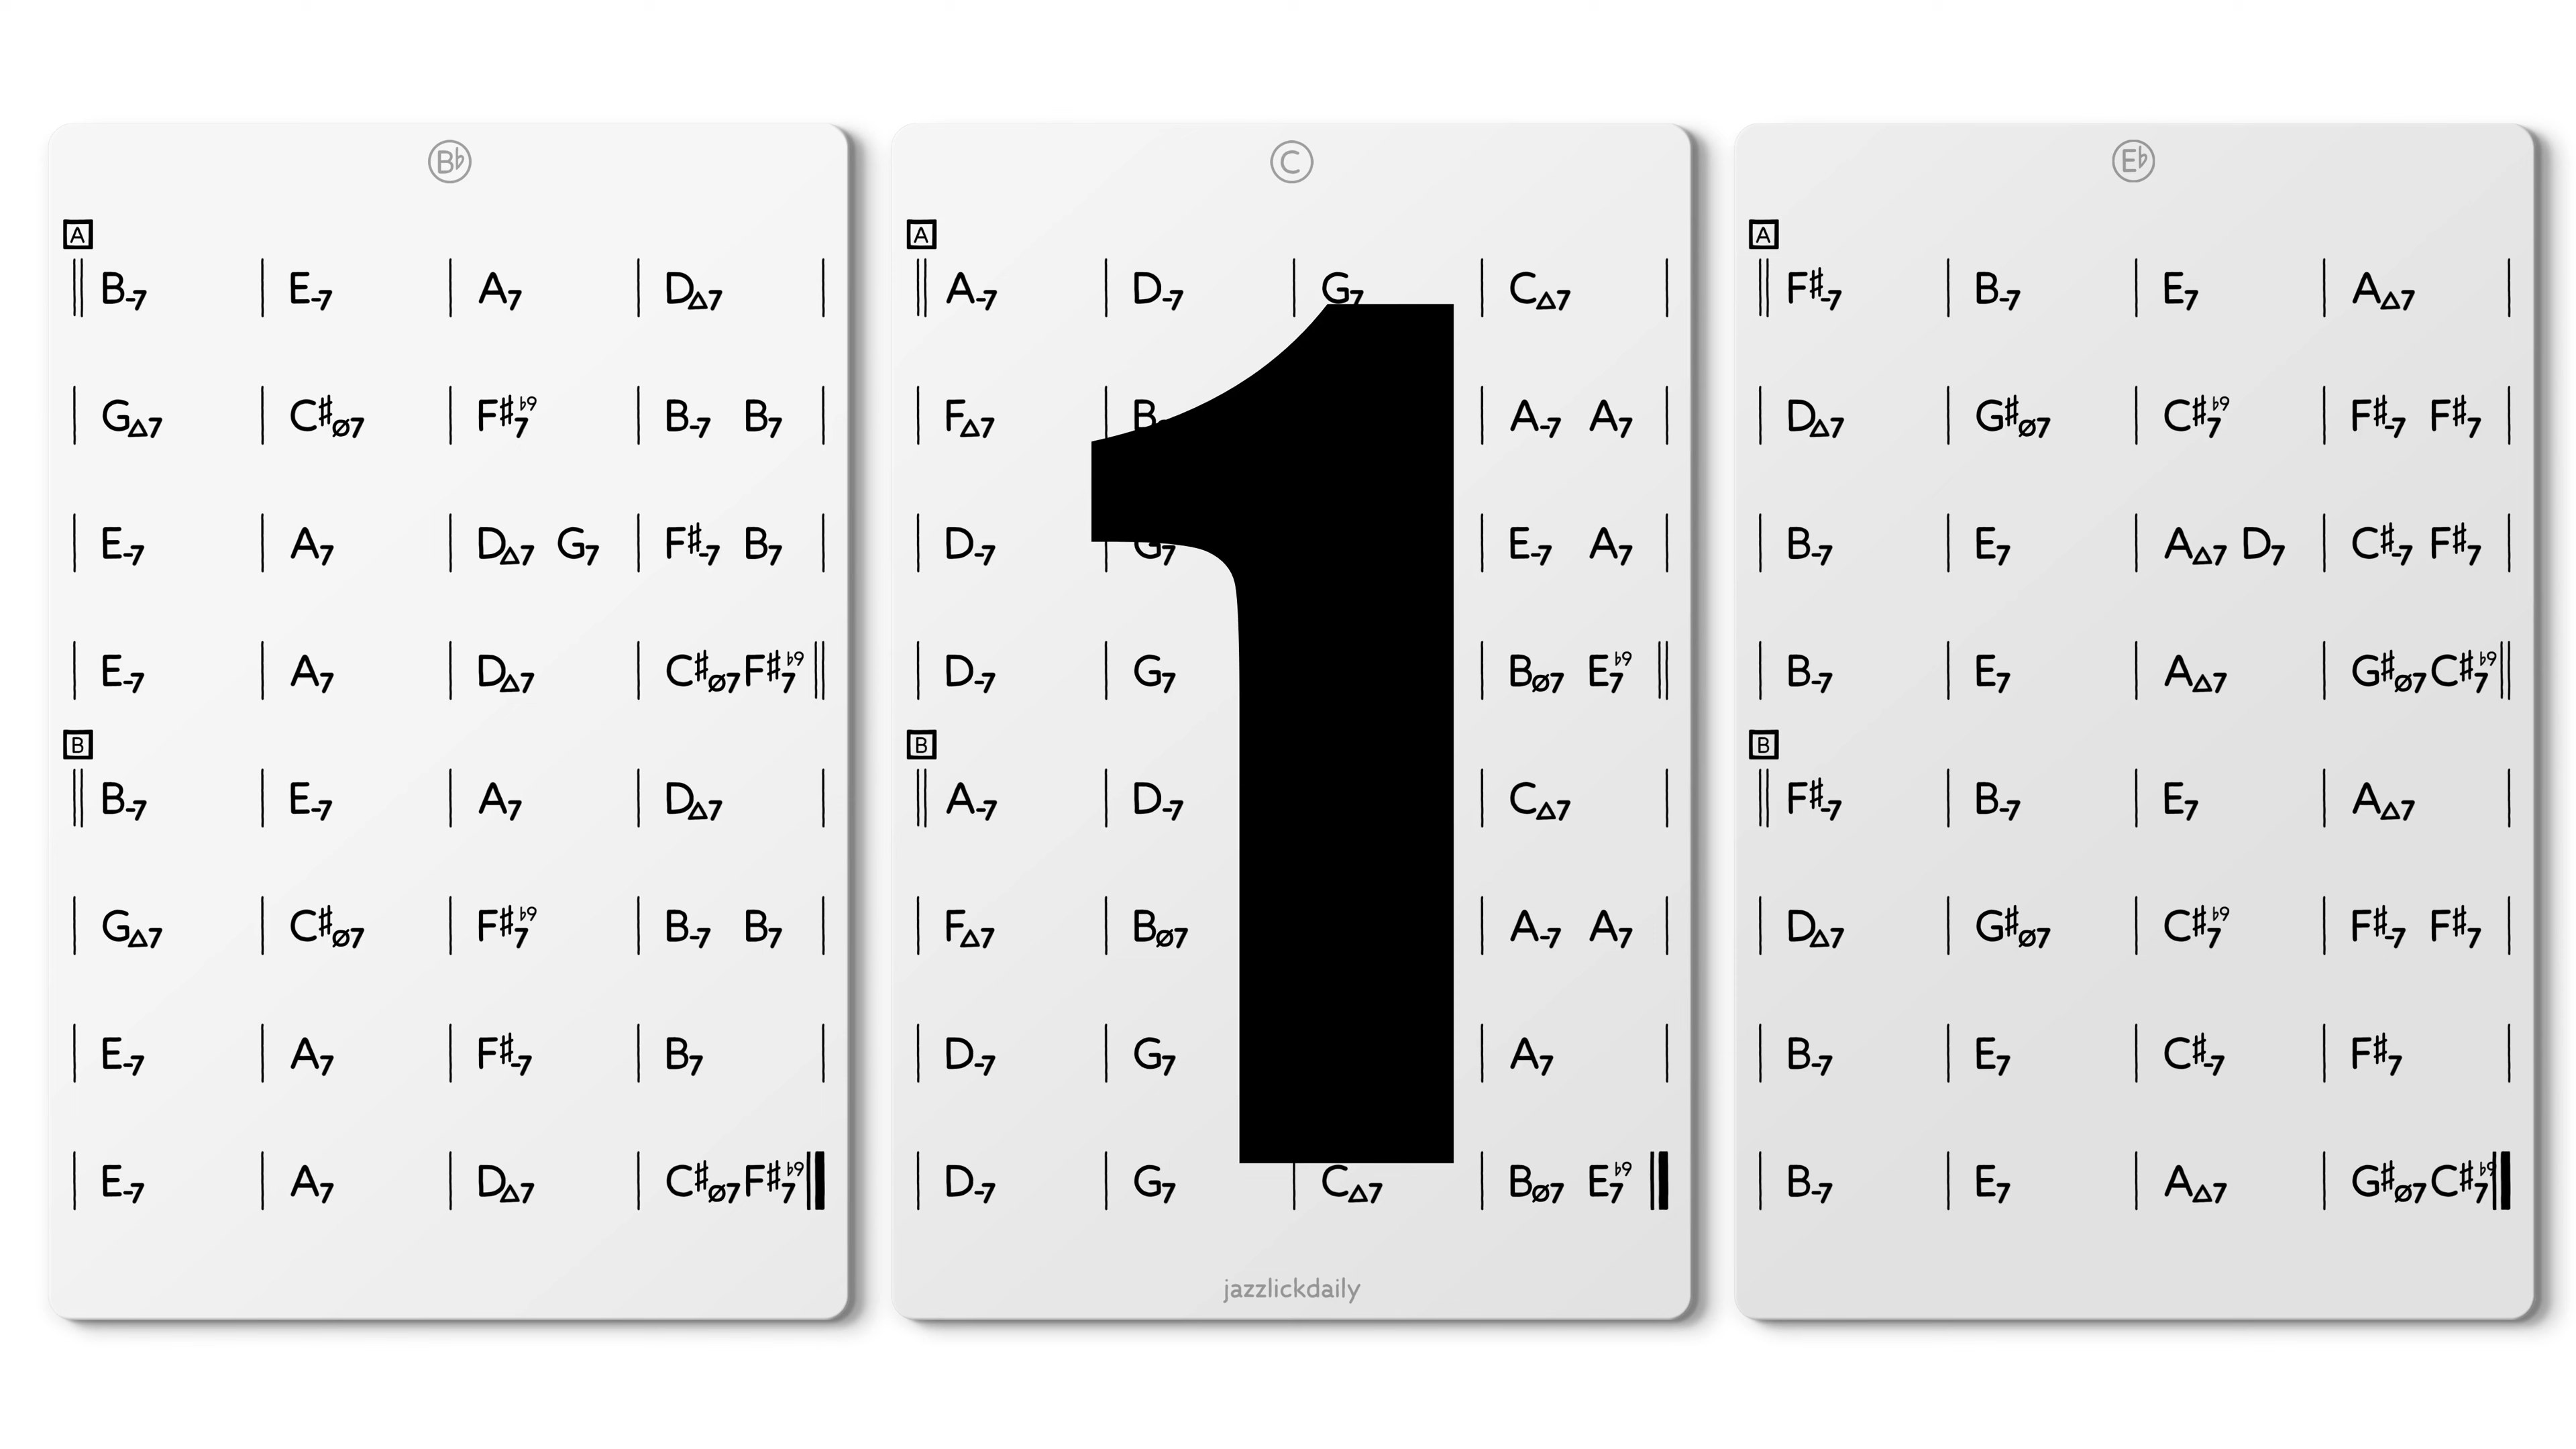 B♭
A
B-7 E-7 A7 D△7
G△7 C♯ø7 F♯7♭9 B-7 B7
E-7 A7 D△7 G7 F♯-7 B7
E-7 A7 D△7 C♯ø7 F♯7♭9
B
B-7 E-7 A7 D△7
G△7 C♯ø7 F♯7♭9 B-7 B7
E-7 A7 F♯-7 B7
E-7 A7 D△7 C♯ø7 F♯7♭9
C
A
A-7 D-7 G7 C△7
F△7 A-7 A7
D-7 G7 E-7 A7
D-7 G7 Bø7 E7♭9
B
A-7 D-7 C△7
F△7 Bø7 A-7 A7
D-7 G7 A7
D-7 G7 C△7 Bø7 E7♭9
1
jazzlickdaily
E♭
A
F♯-7 B-7 E7 A△7
D△7 G♯ø7 C♯7♭9 F♯-7 F♯7
B-7 E7 A△7 D7 C♯-7 F♯7
B-7 E7 A△7 G♯ø7 C♯7♭9
B
F♯-7 B-7 E7 A△7
D△7 G♯ø7 C♯7♭9 F♯-7 F♯7
B-7 E7 C♯-7 F♯7
B-7 E7 A△7 G♯ø7 C♯7♭9